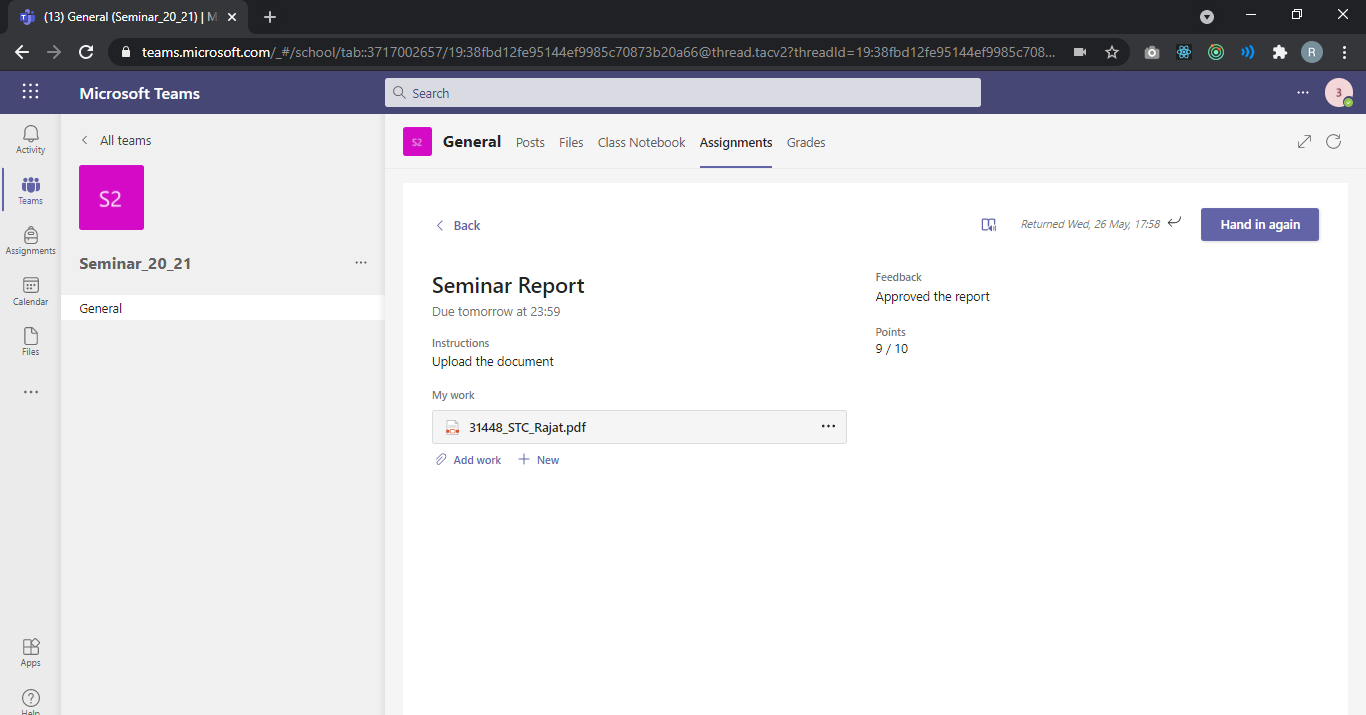 (13) General (Seminar_20_21) | M
teams.microsoft.com/_#/school/tab::3717002657/19:38fbd12fe95144ef9985c70873b20a66@thread.tacv2?threadId=19:38fbd12fe95144ef9985c708...
R
Microsoft Teams
Search
3
Activity
Teams
Assignments
Calendar
Files
Apps
Help
All teams
S2
Seminar_20_21
General
S2
General Posts Files Class Notebook Assignments Grades
Back
Returned Wed, 26 May, 17:58
Hand in again
Seminar Report
Due tomorrow at 23:59
Instructions
Upload the document
My work
31448_STC_Rajat.pdf
Add work
New
Feedback
Approved the report
Points
9 / 10